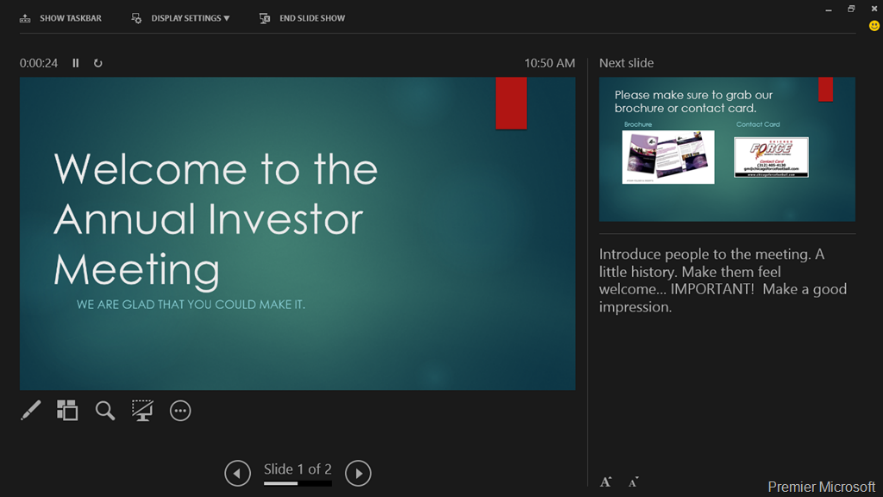 SHOW TASKBAR
DISPLAY SETTINGS ▼
END SLIDE SHOW
0:00:24
10:50 AM
Welcome to the
Annual Investor
Meeting
WE ARE GLAD THAT YOU COULD MAKE IT.
Slide 1 of 2
Next slide
Please make sure to grab our
brochure or contact card.
Brochure
Contact Card
FORCE
Contact Card
Introduce people to the meeting. A
little history. Make them feel
welcome... IMPORTANT!  Make a good
impression.
A
A
Premier Microsoft